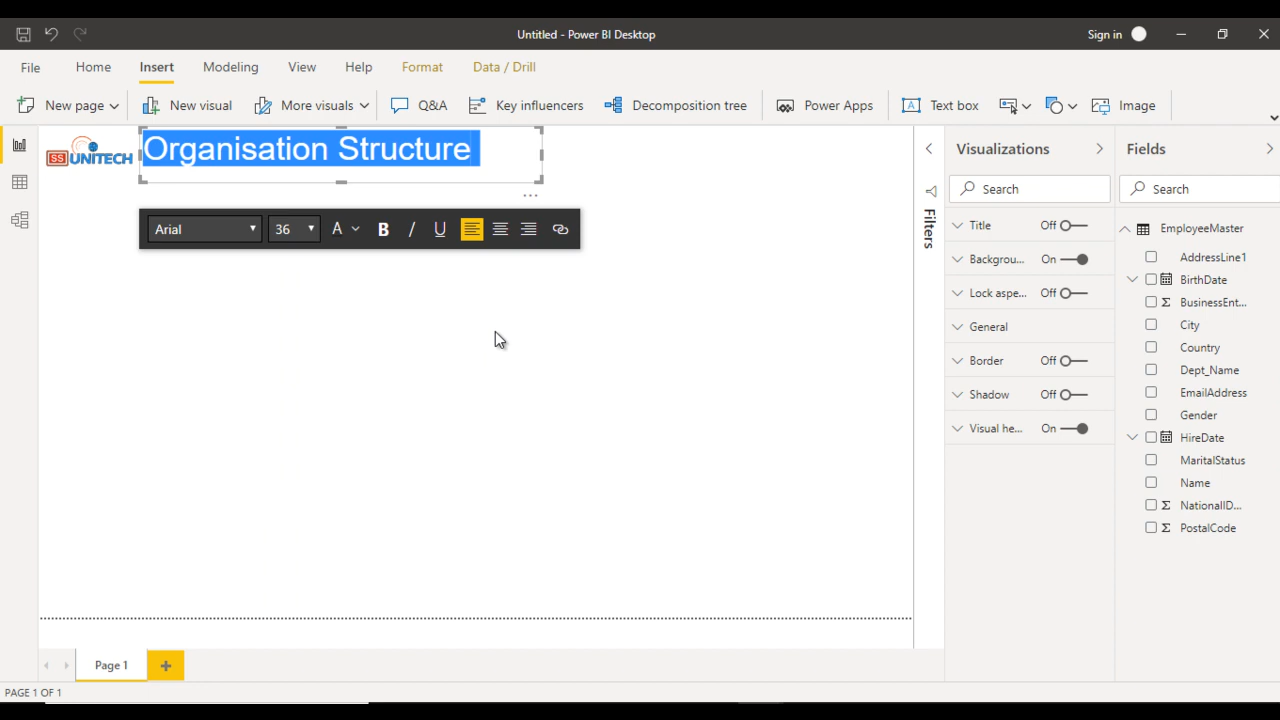 Untitled - Power BI Desktop
Sign in
File Home Insert Modeling View Help Format Data / Drill
New page New visual More visuals Q&A Key influencers Decomposition tree Power Apps Text box Image
SS UNITECH
Organisation Structure
Arial 36 A B I U
Filters
Visualizations
Search
Title Off
Backgrou... On
Lock aspe... Off
General
Border Off
Shadow Off
Visual he... On
Fields
Search
EmployeeMaster
AddressLine1
BirthDate
Σ BusinessEnt...
City
Country
Dept_Name
EmailAddress
Gender
HireDate
MaritalStatus
Name
Σ NationalID...
Σ PostalCode
Page 1
PAGE 1 OF 1